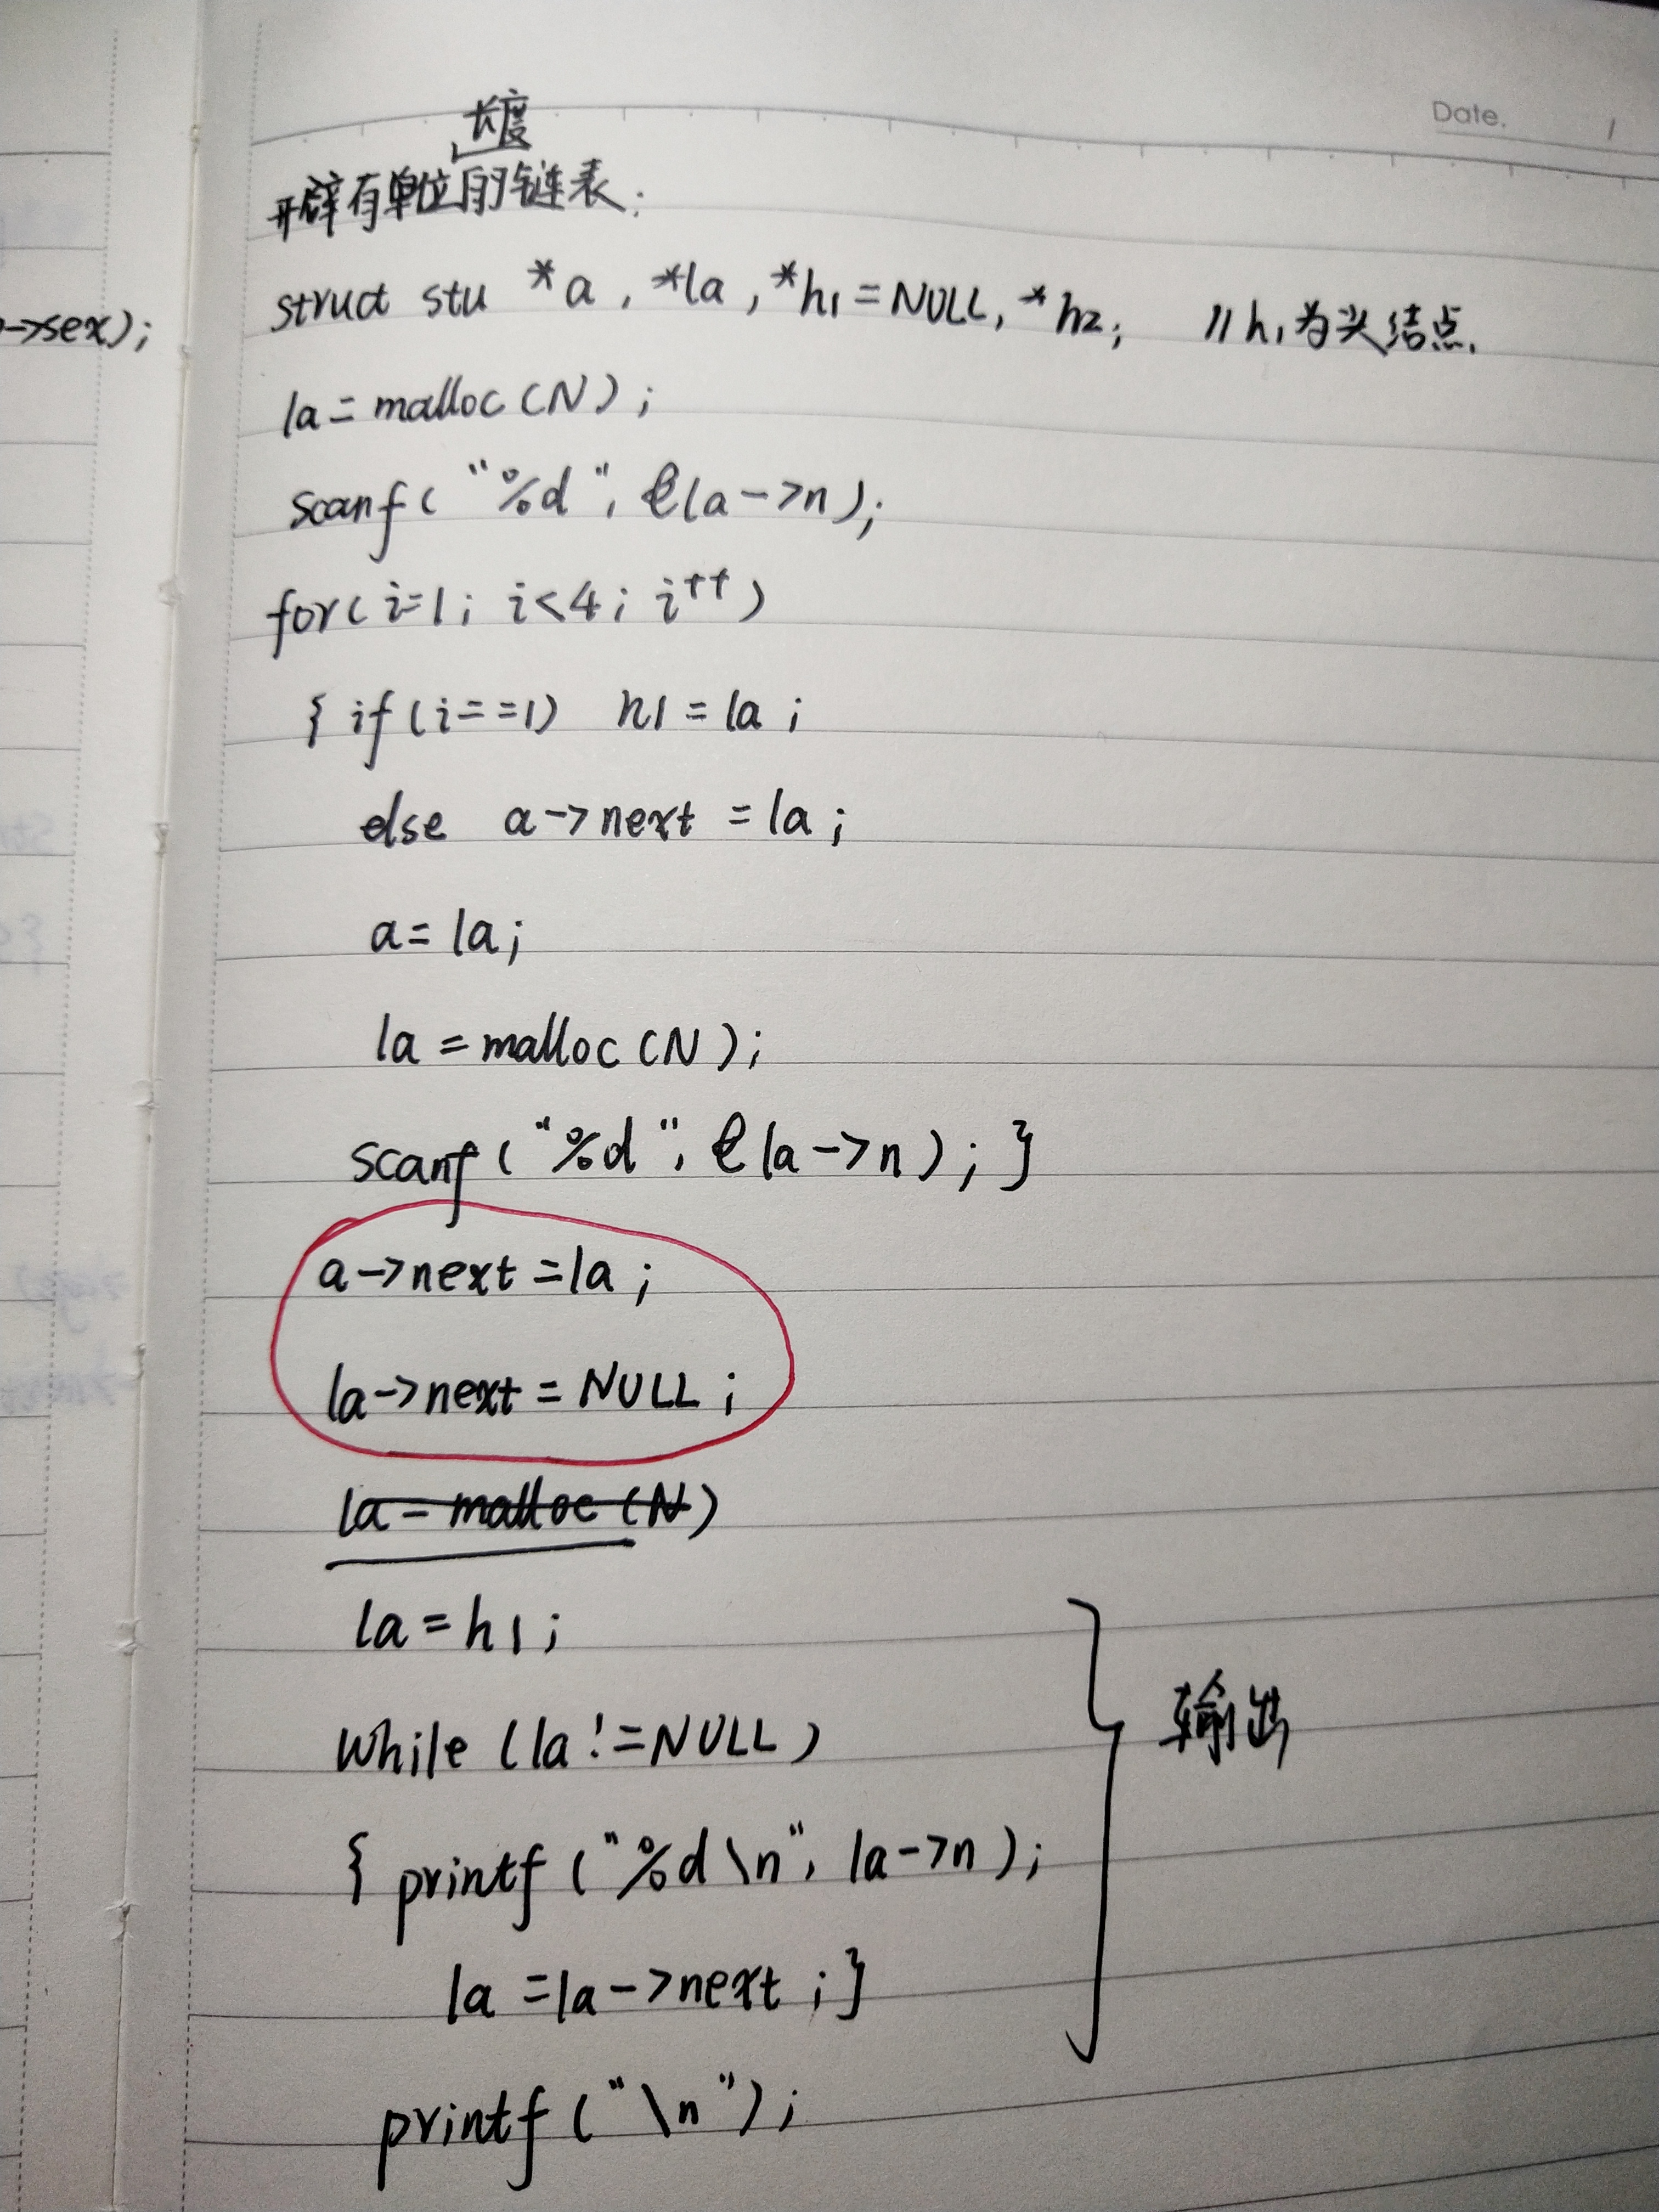 Date.
长度
开辟有单位的链表:
struct stu *a, *la, *h1=NULL, *h2; //h1为头结点.
->sex);
la=malloc(N);
scanf("%d", &la->n);
for(i=1; i<4; i++)
{ if(i==1) h1=la;
else a->next=la;
a=la;
la=malloc(N);
scanf("%d", &la->n); }
a->next=la;
la->next=NULL;
la=malloc(N)
la=h1;
while(la!=NULL)
输出
{ printf("%d\n", la->n);
la=la->next; }
printf("\n");